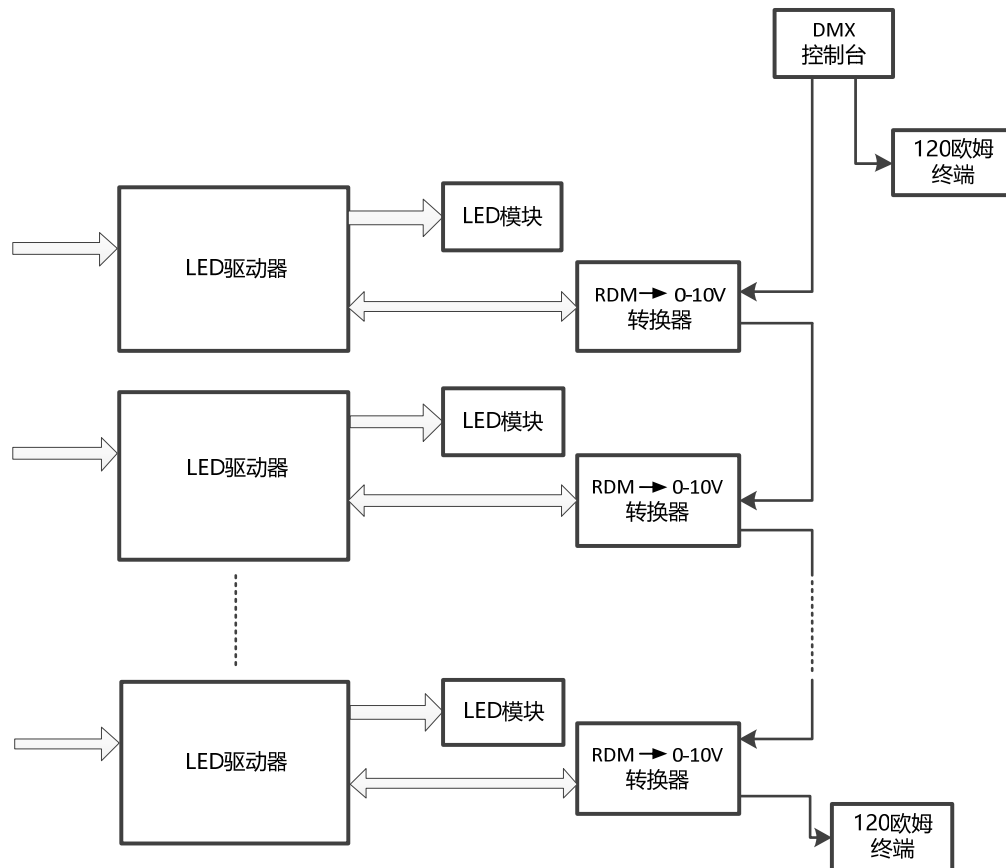 DMX
控制台
120欧姆
终端
LED模块
LED驱动器
RDM → 0-10V
转换器
LED模块
LED驱动器
RDM → 0-10V
转换器
LED模块
LED驱动器
RDM → 0-10V
转换器
120欧姆
终端